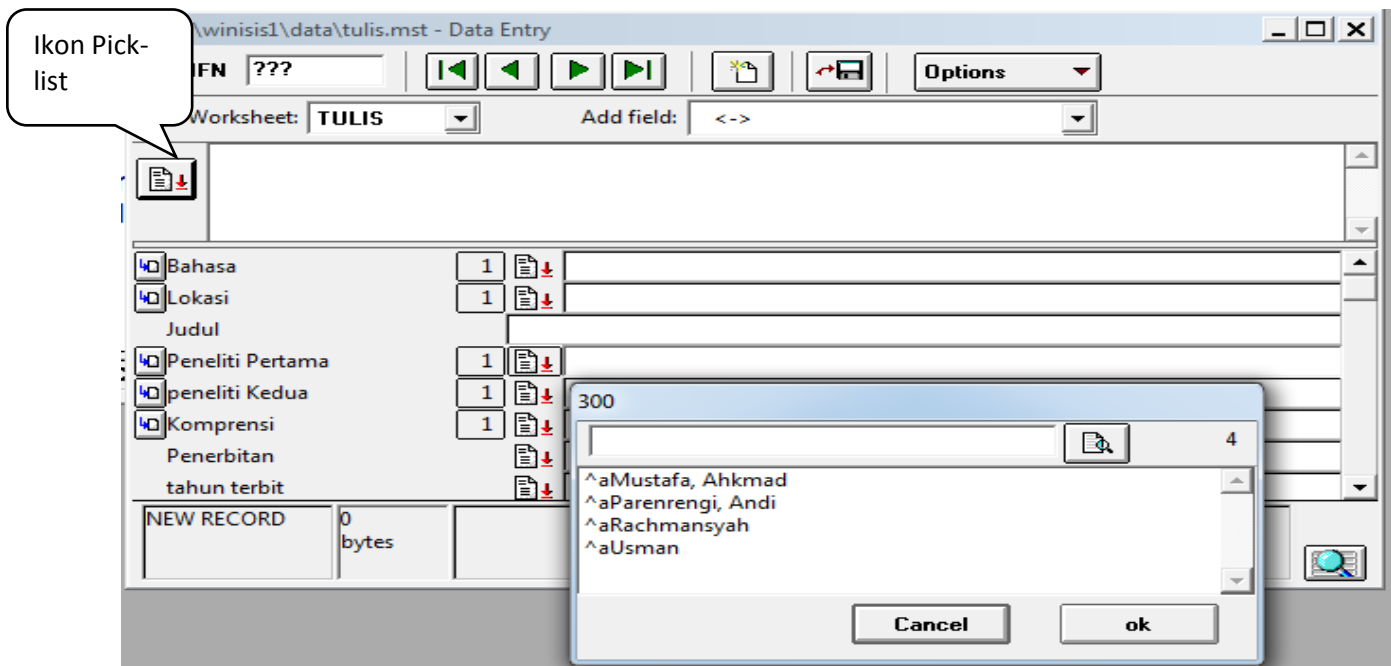 Ikon Pick-
list
\winisis1\data\tulis.mst - Data Entry
FN ???
Options
Worksheet: TULIS Add field: <->
Bahasa 1
Lokasi 1
Judul
Peneliti Pertama 1
peneliti Kedua 1
Komprensi 1
Penerbitan
tahun terbit
NEW RECORD 0
bytes
300
4
^aMustafa, Ahkmad
^aParenrengi, Andi
^aRachmansyah
^aUsman
Cancel ok